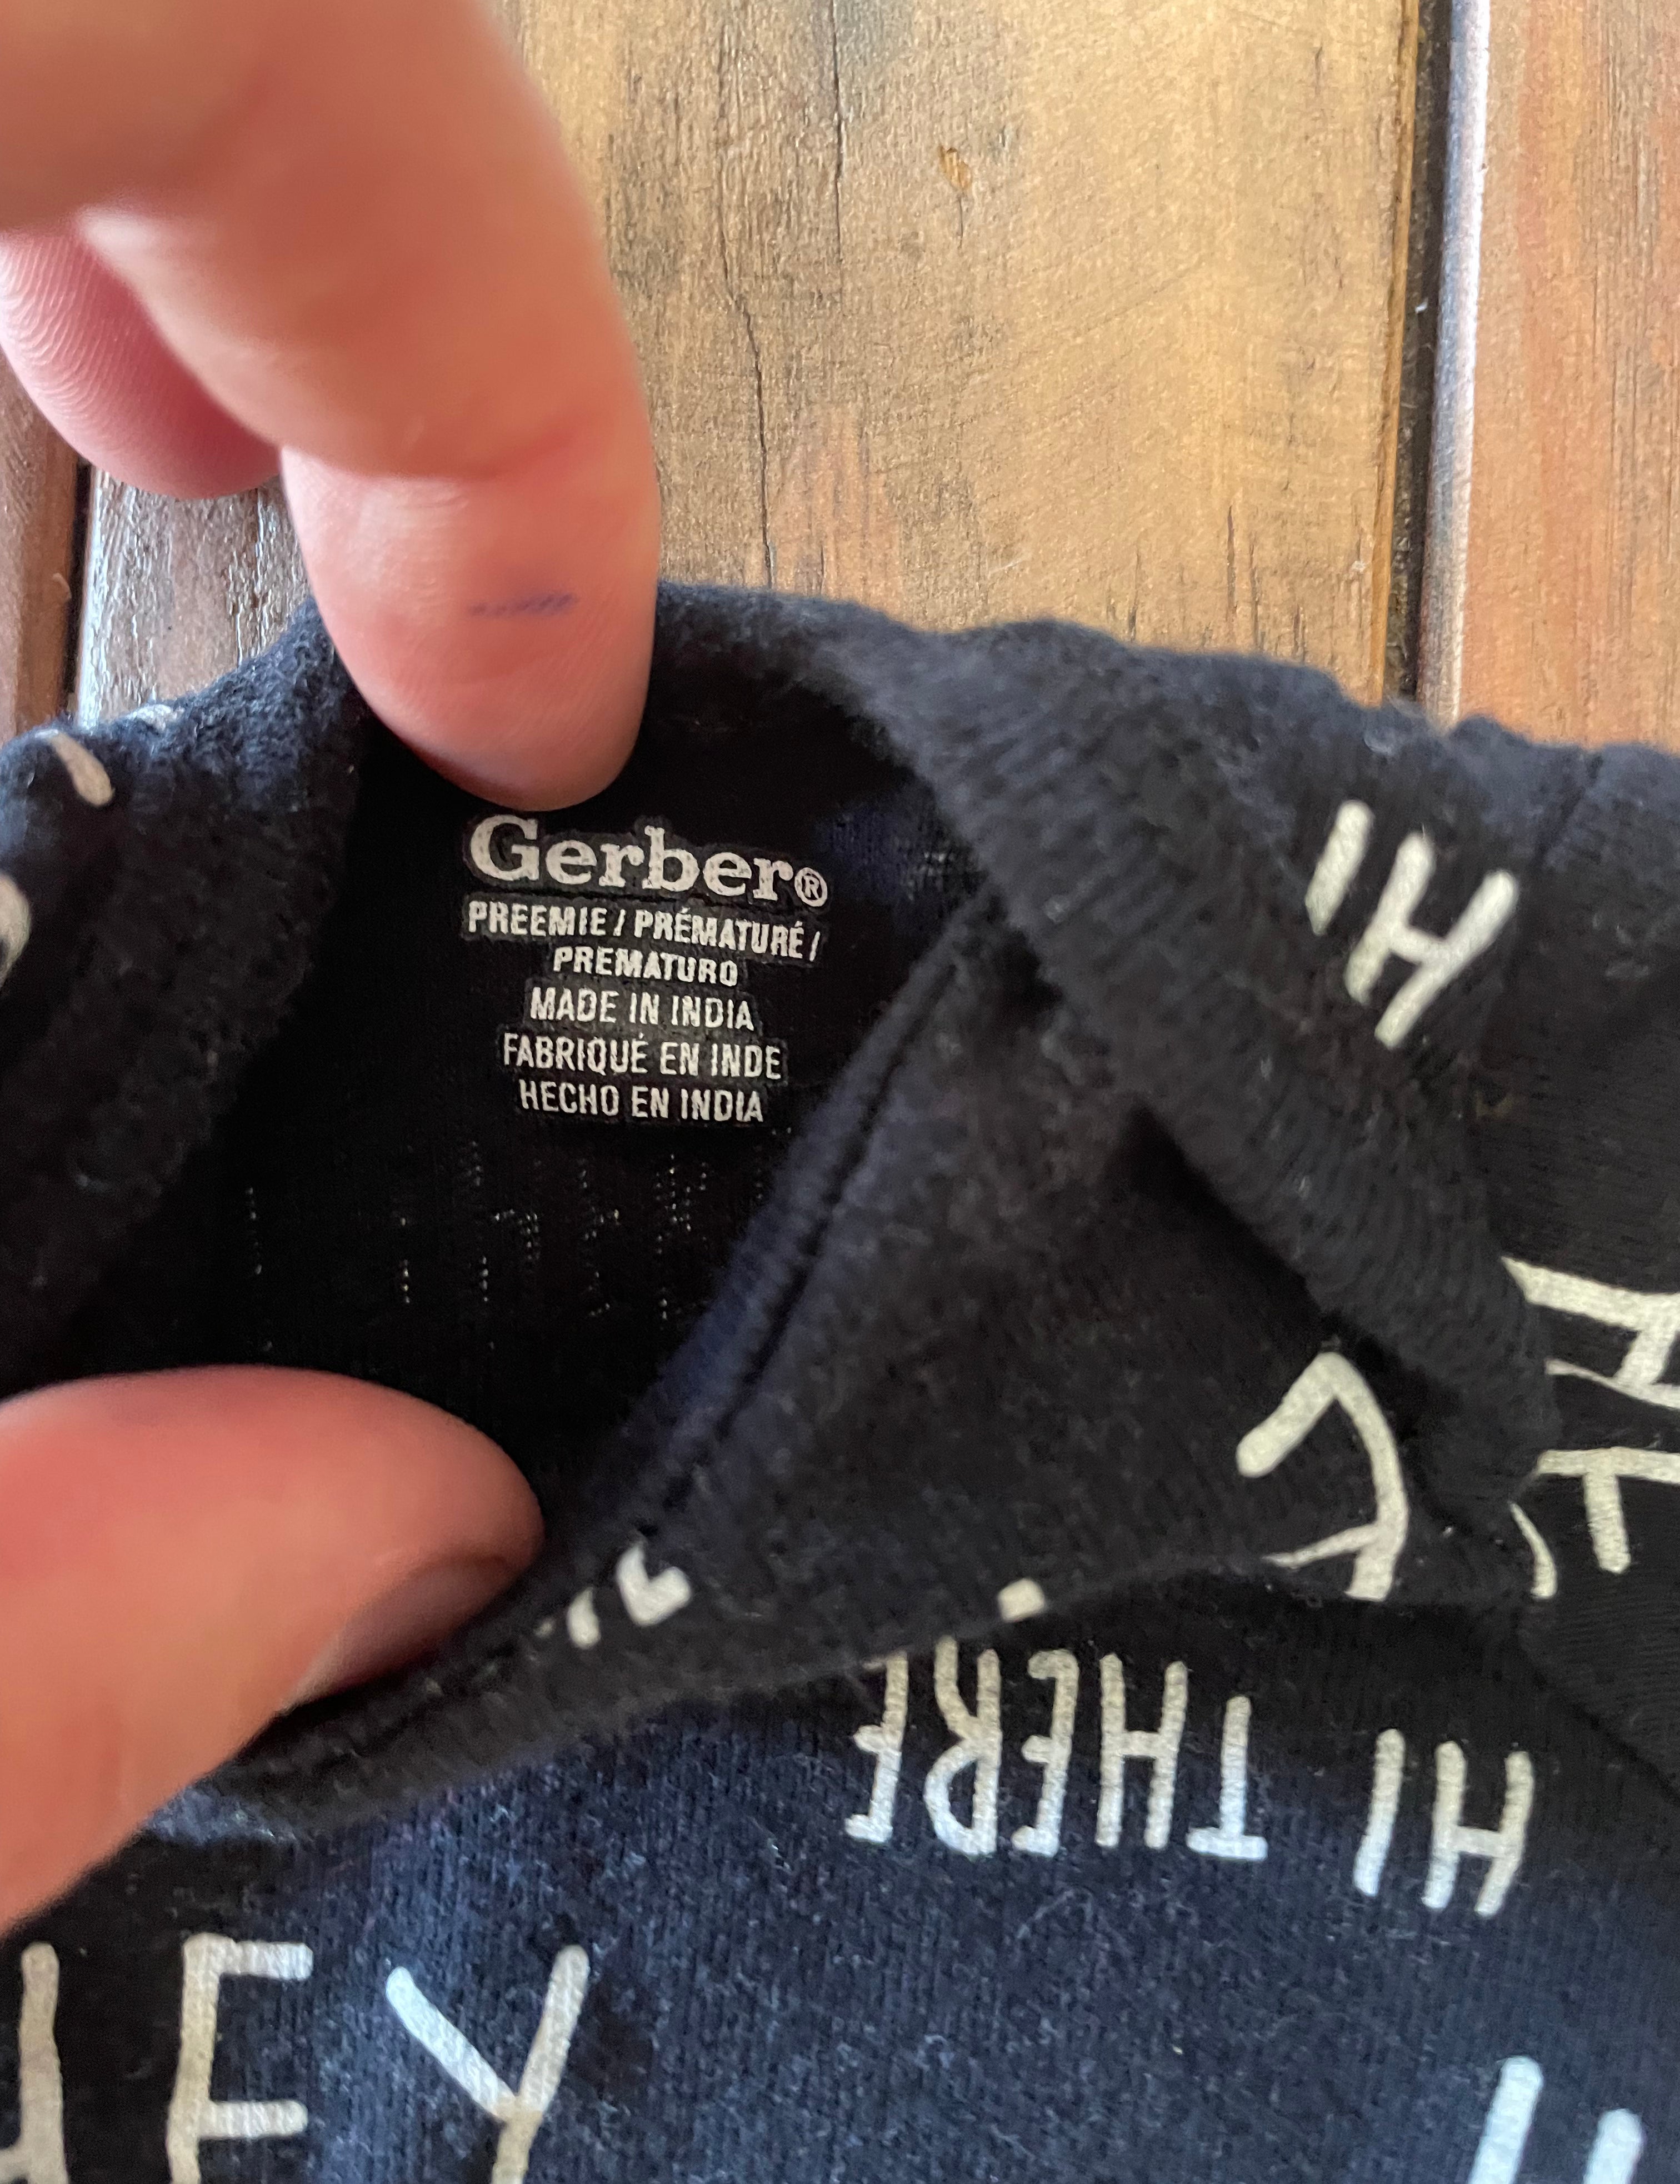 Gerber®
PREEMIE / PRÉMATURÉ /
PREMATURO
MADE IN INDIA
FABRIQUÉ EN INDE
HECHO EN INDIA
HI
HI THERE
HEY